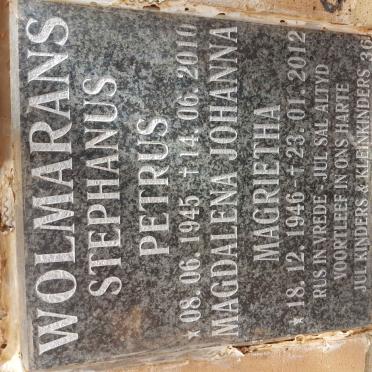 WOLMARANS
STEPHANUS
PETRUS
* 08. 06. 1945 † 14. 06. 2010
MAGDALENA JOHANNA
MAGRIETHA
* 18. 12. 1946 † 23. 01. 2012
RUS IN VREDE. JUL SAL ALTYD
VOORTLEEF IN ONS HARTE
JUL KINDERS & KLEINKINDERS 36